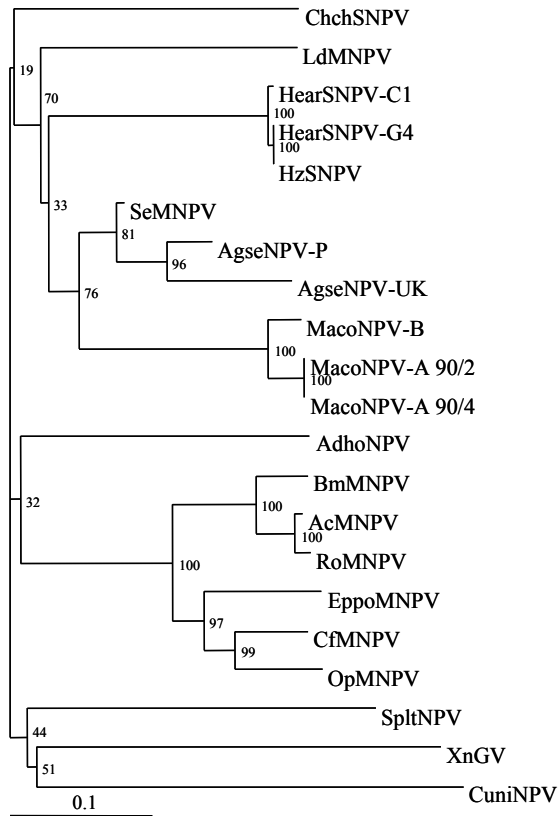 ChchSNPV
19
LdMNPV
70
HearSNPV-C1
100
HearSNPV-G4
100
HzSNPV
33
SeMNPV
81
AgseNPV-P
96
AgseNPV-UK
76
MacoNPV-B
100
MacoNPV-A 90/2
100
MacoNPV-A 90/4
AdhoNPV
BmMNPV
32
100
AcMNPV
100
RoMNPV
100
EppoMNPV
97
CfMNPV
99
OpMNPV
SpltNPV
44
XnGV
51
CuniNPV
0.1